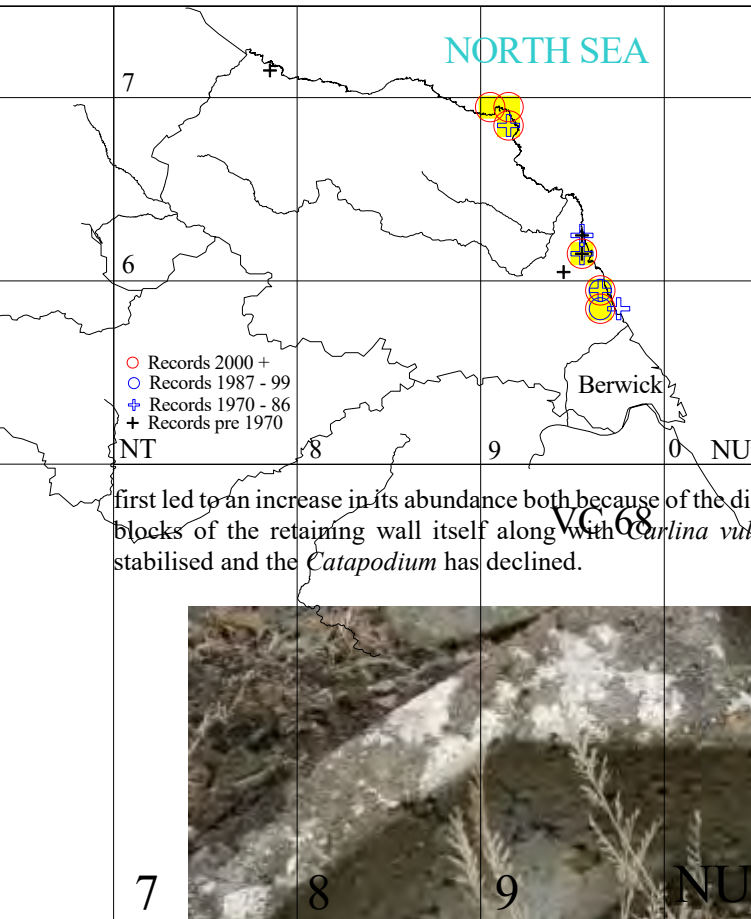 NORTH SEA
7
6
Records 2000 +
Records 1987 - 99
Records 1970 - 86
Records pre 1970
Berwick
NT 8 9 0 NU
first led to an increase in its abundance both because of the di
blocks of the retaining wall itself along with Carlina vul
VC 68
stabilised and the Catapodium has declined.
7 8 9 NU